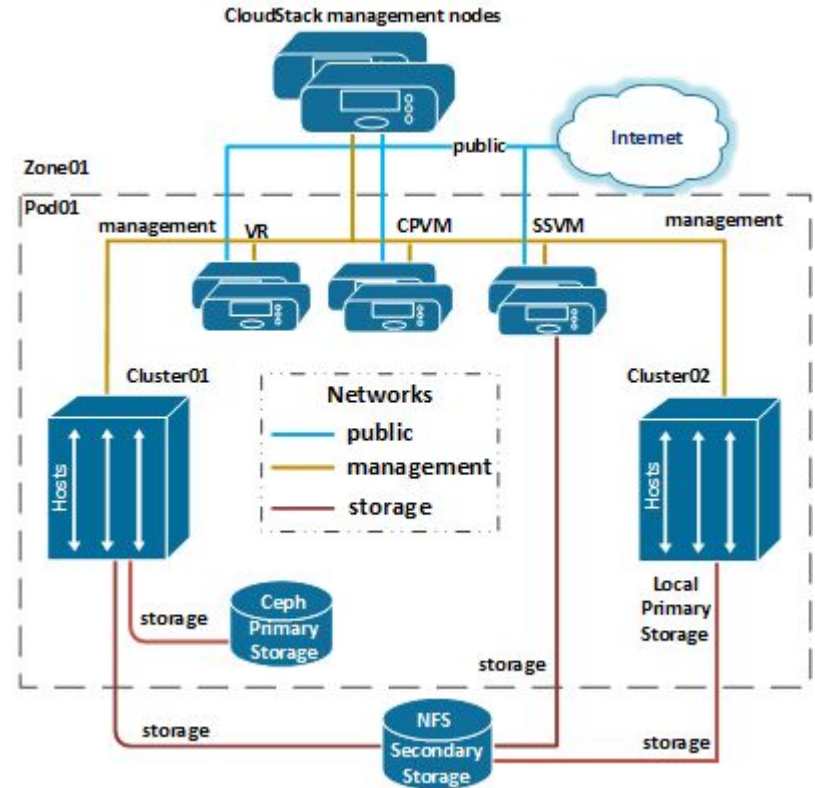 CloudStack management nodes
Internet
public
Zone01
Pod01
management
VR
CPVM
SSVM
management
Cluster01
Cluster02
Networks
public
management
storage
Hosts
Hosts
Ceph
Primary
Storage
storage
Local
Primary
Storage
storage
NFS
Secondary
Storage
storage
storage